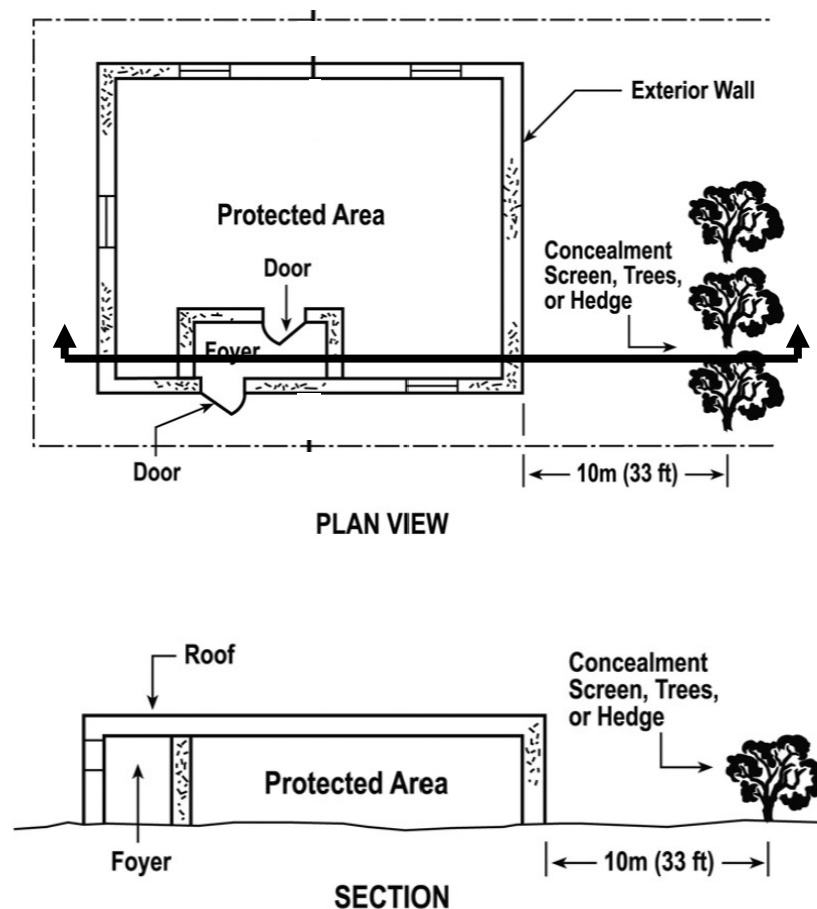 Exterior Wall
Protected Area
Door
Concealment
Screen, Trees,
or Hedge
Foyer
Door
10m (33 ft)
PLAN VIEW
Roof
Concealment
Screen, Trees,
or Hedge
Protected Area
Foyer
10m (33 ft)
SECTION